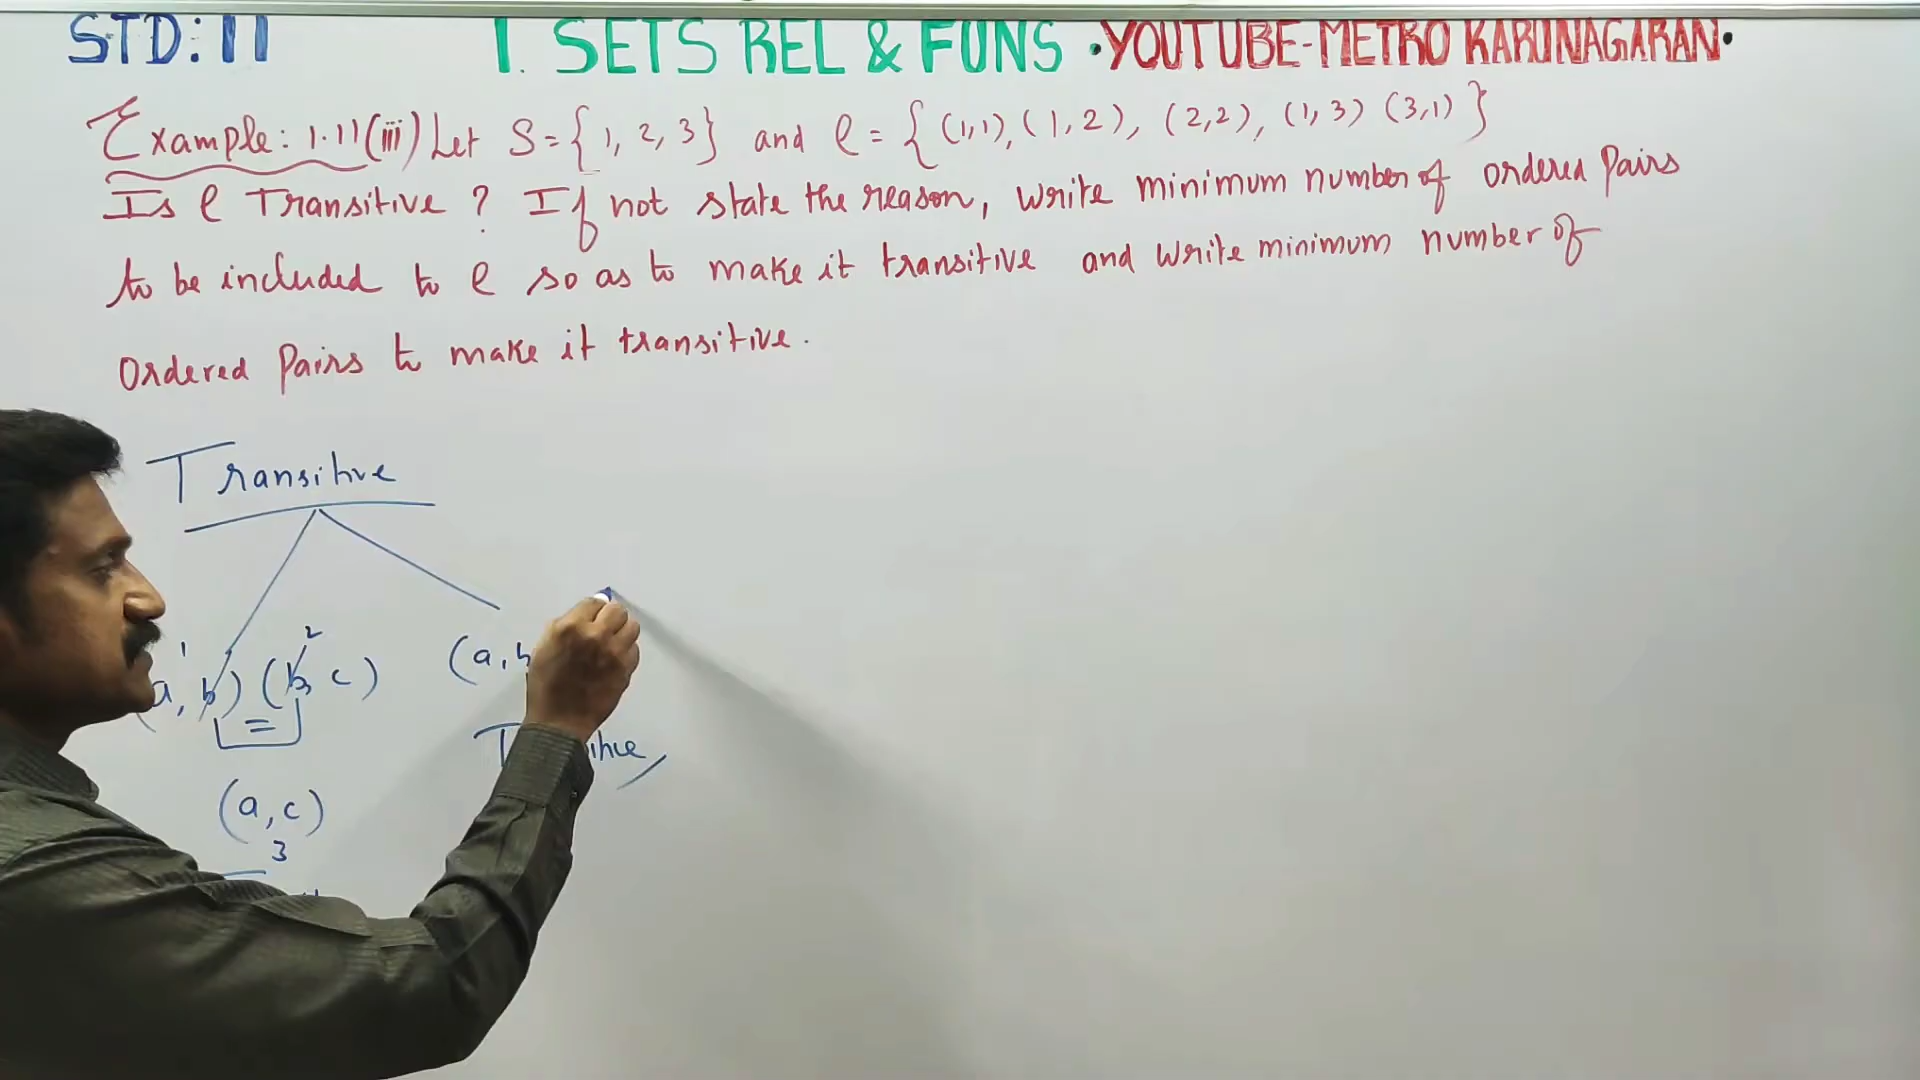 STD: 11 1. SETS REL & FUNS •YOUTUBE-METRO KARUNAGARAN•
Example: 1.11(iii) Let S = {1, 2, 3} and ρ = {(1,1), (1,2), (2,2), (1,3) (3,1)}
Is ρ Transitive? If not state the reason, write minimum number of ordered pairs
to be included to ρ so as to make it transitive and write minimum number of
Ordered Pairs to make it transitive.
Transitive
1 2
(a, b) (b, c) (a, b
=
(a, c)
3